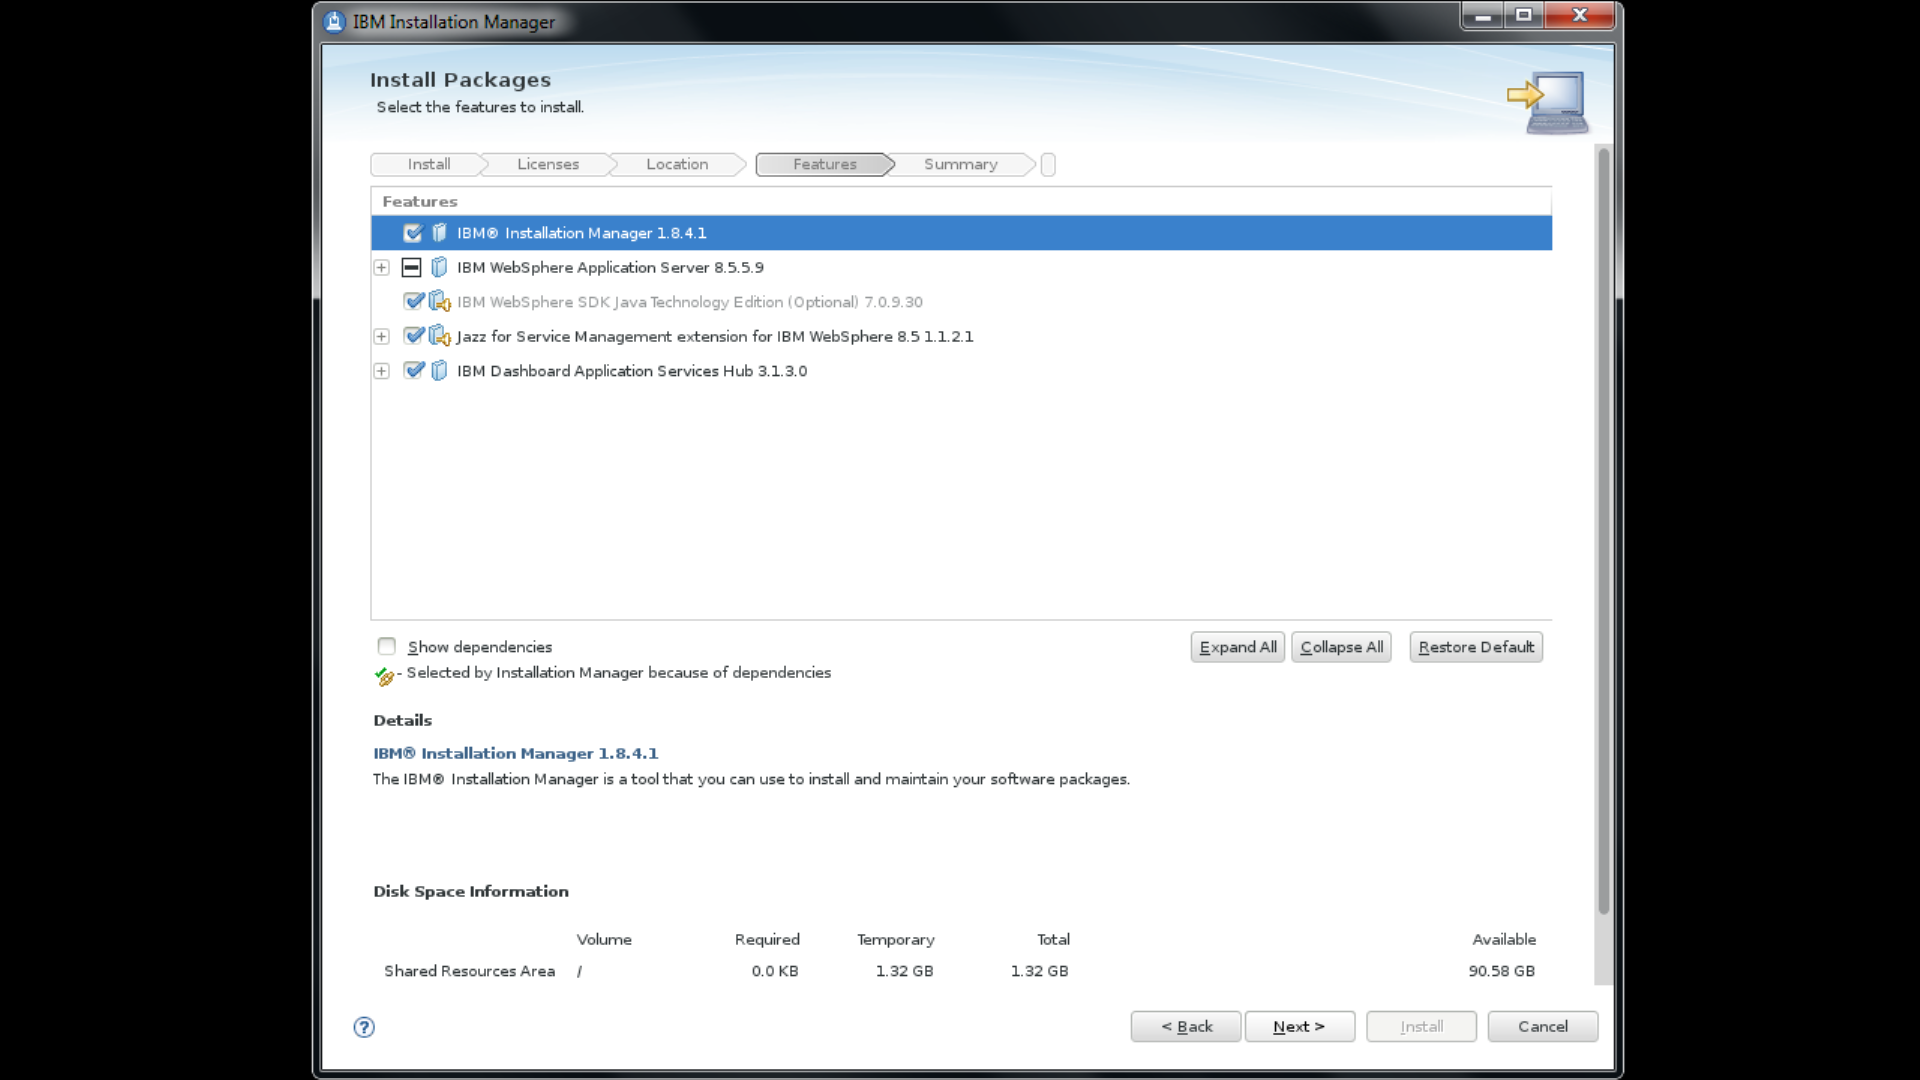 IBM Installation Manager
Install Packages
Select the features to install.
Install Licenses Location Features Summary
Features
IBM® Installation Manager 1.8.4.1
IBM WebSphere Application Server 8.5.5.9
IBM WebSphere SDK Java Technology Edition (Optional) 7.0.9.30
Jazz for Service Management extension for IBM WebSphere 8.5 1.1.2.1
IBM Dashboard Application Services Hub 3.1.3.0
Show dependencies Expand All Collapse All Restore Default
- Selected by Installation Manager because of dependencies
Details
IBM® Installation Manager 1.8.4.1
The IBM® Installation Manager is a tool that you can use to install and maintain your software packages.
Disk Space Information
Volume Required Temporary Total Available
Shared Resources Area / 0.0 KB 1.32 GB 1.32 GB 90.58 GB
? < Back Next > Install Cancel